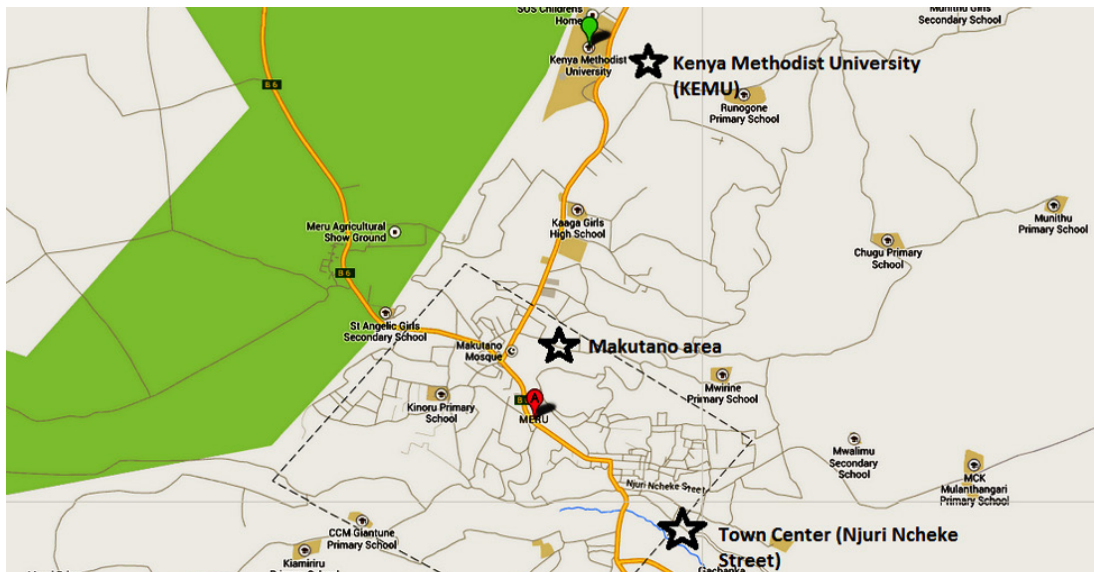 SOS Childrens
Home
Kenya Methodist
University
Kenya Methodist University
(KEMU)
Munithu Girls
Secondary School
B 6
Runogone
Primary School
Kaaga Girls
High School
Munithu
Primary School
Chugu Primary
School
Meru Agricultural
Show Ground
B 6
St Angelic Girls
Secondary School
Makutano
Mosque
Makutano area
Mwirine
Primary School
Kinoru Primary
School
A
MERU
Mwalimu
Secondary
School
MCK
Mulanthangari
Primary School
Njuri Ncheke Street
Town Center (Njuri Ncheke
Street)
CCM Giantune
Primary School
Kiamiriru